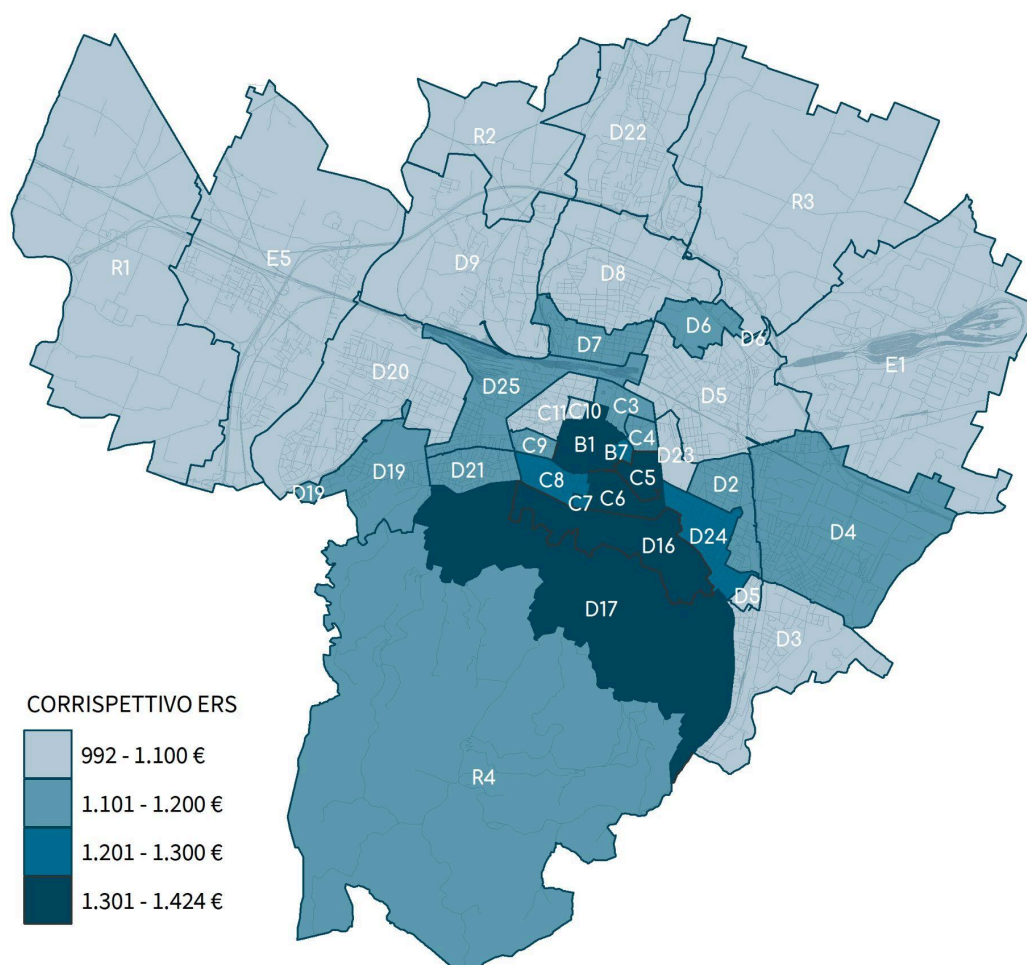 D22
R2
R3
R1
E5
D9
D8
D6
D6
D7
E1
D20
D25
D5
C11
C10
C3
C4
C9
B1
B7
D23
D19
D19
D21
C8
C5
C6
C7
D2
D4
D24
D16
D5
D17
D3
R4
CORRISPETTIVO ERS
992 - 1.100 €
1.101 - 1.200 €
1.201 - 1.300 €
1.301 - 1.424 €